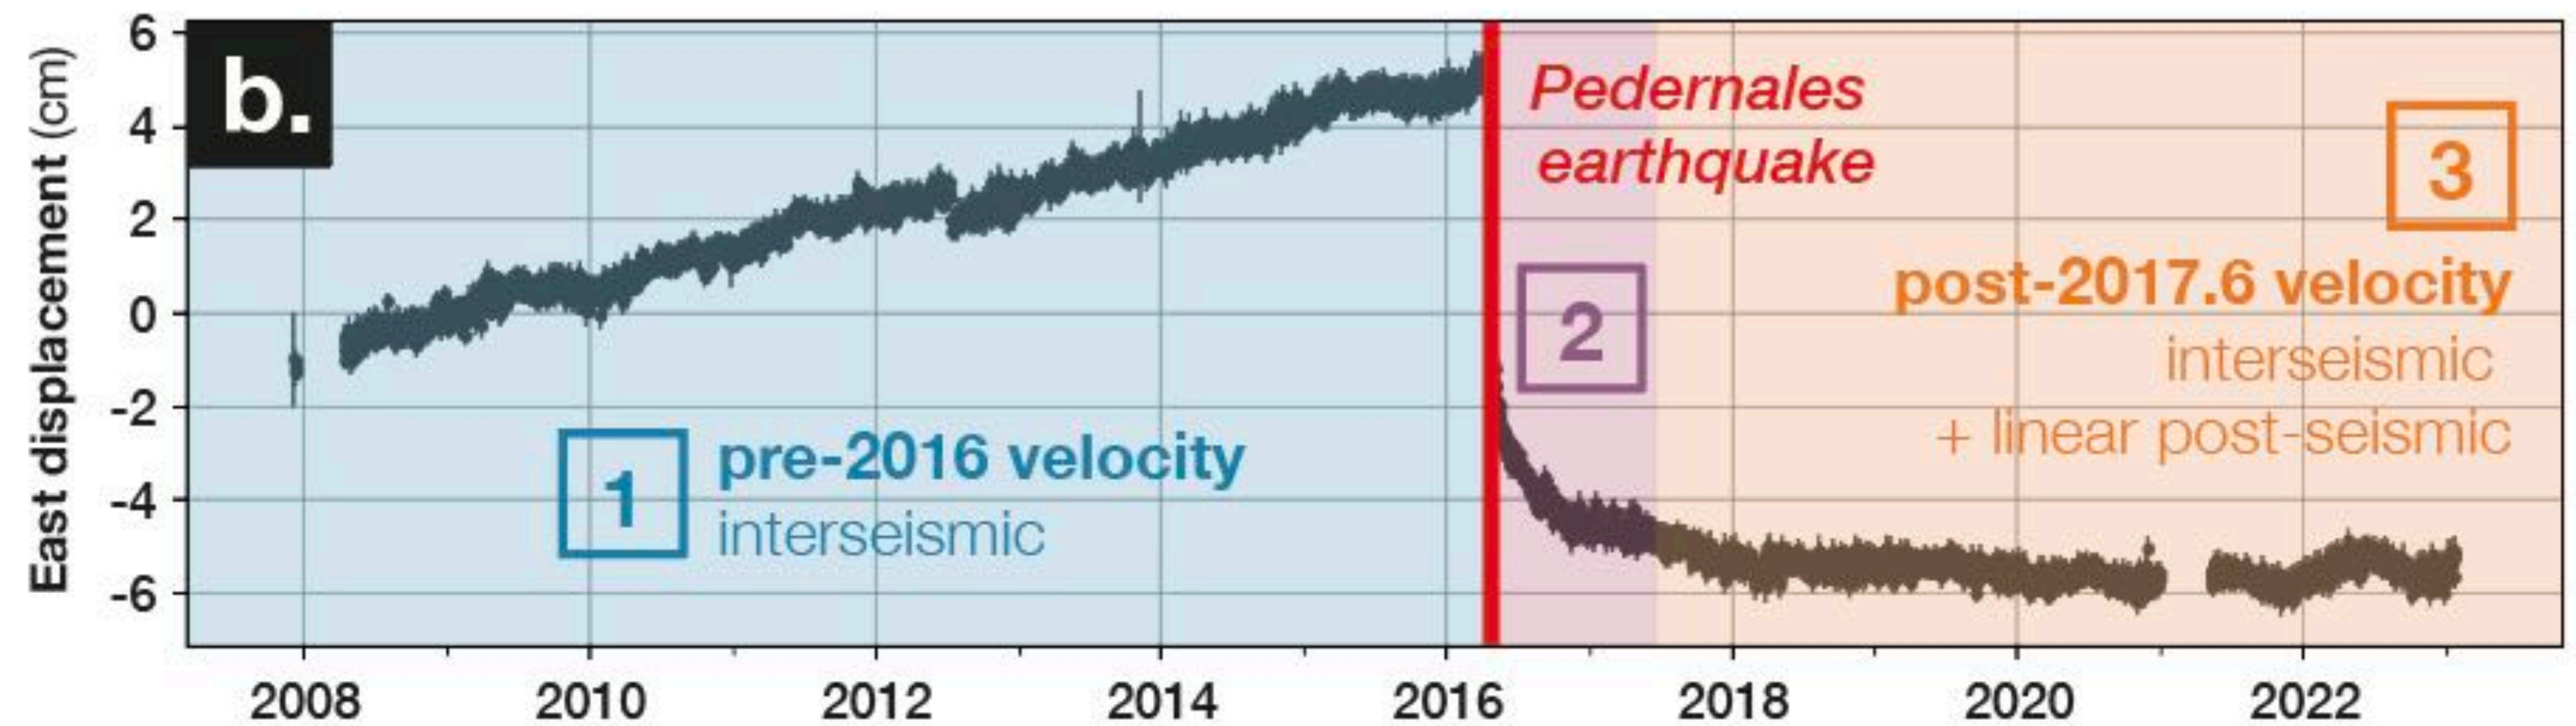 b.
East displacement (cm)
6
4
2
0
-2
-4
-6
1
pre-2016 velocity
interseismic
Pedernales
earthquake
2
3
post-2017.6 velocity
interseismic
+ linear post-seismic
2008 2010 2012 2014 2016 2018 2020 2022